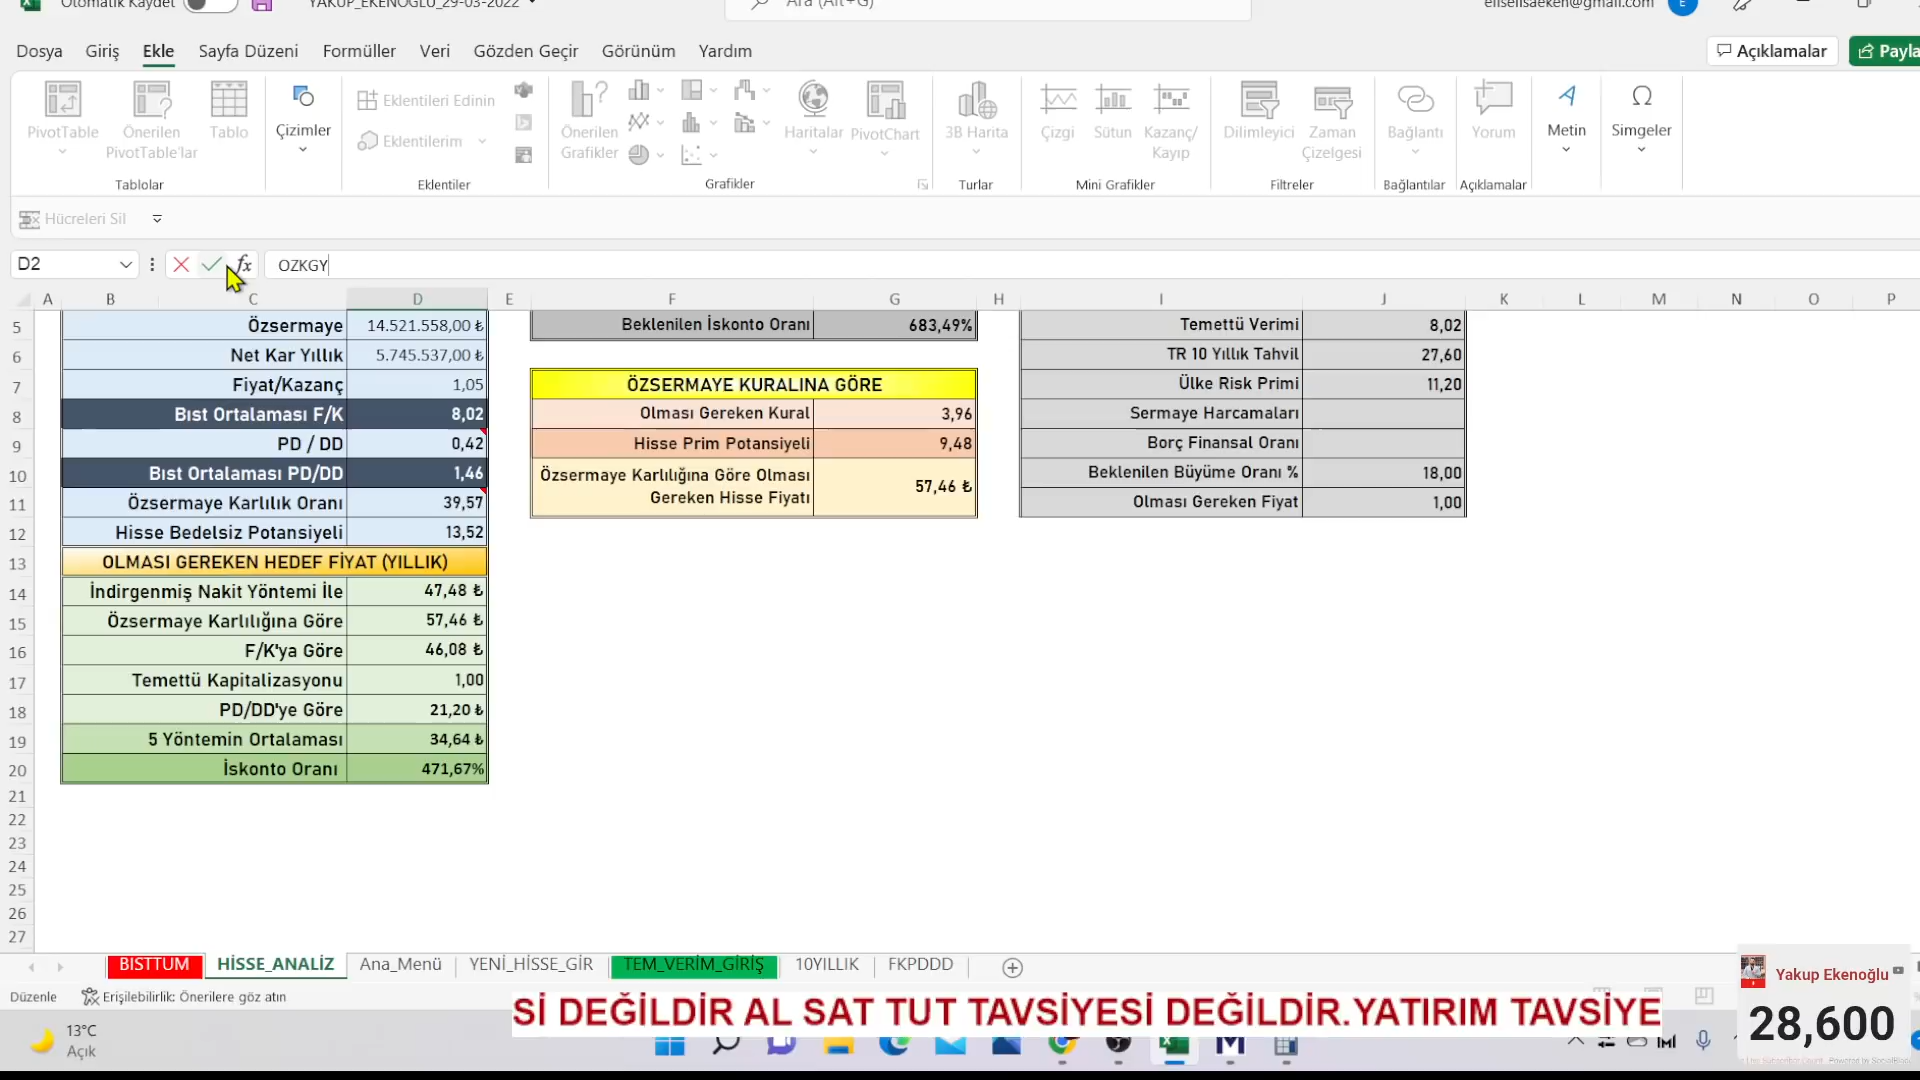 Otomatik Kaydet YAKUP_EKENOGLU_29-03-2022 Ara (Alt+G) eliselisaeken@gmail.com E
Dosya Giriş Ekle Sayfa Düzeni Formüller Veri Gözden Geçir Görünüm Yardım Açıklamalar Payla
PivotTable
Önerilen
PivotTable'lar
Tablo
Tablolar
Çizimler
Eklentileri Edinin
Eklentilerim
Eklentiler
Önerilen
Grafikler
Haritalar
PivotChart
Grafikler
3B Harita
Turlar
Çizgi
Sütun
Kazanç/
Kayıp
Mini Grafikler
Dilimleyici
Zaman
Çizelgesi
Filtreler
Bağlantı
Bağlantılar
Yorum
Açıklamalar
Metin
Simgeler
Hücreleri Sil
D2 fx OZKGY
A B C D E F G H I J K L M N O P
5 Özsermaye 14.521.558,00 ₺
6 Net Kar Yıllık 5.745.537,00 ₺
7 Fiyat/Kazanç 1,05
8 Bıst Ortalaması F/K 8,02
9 PD / DD 0,42
10 Bıst Ortalaması PD/DD 1,46
11 Özsermaye Karlılık Oranı 39,57
12 Hisse Bedelsiz Potansiyeli 13,52
13 OLMASI GEREKEN HEDEF FİYAT (YILLIK)
14 İndirgenmiş Nakit Yöntemi İle 47,48 ₺
15 Özsermaye Karlılığına Göre 57,46 ₺
16 F/K'ya Göre 46,08 ₺
17 Temettü Kapitalizasyonu 1,00
18 PD/DD'ye Göre 21,20 ₺
19 5 Yöntemin Ortalaması 34,64 ₺
20 İskonto Oranı 471,67%
21
22
23
24
25
26
27
Beklenilen İskonto Oranı 683,49%
ÖZSERMAYE KURALINA GÖRE
Olması Gereken Kural 3,96
Hisse Prim Potansiyeli 9,48
Özsermaye Karlılığına Göre Olması
Gereken Hisse Fiyatı 57,46 ₺
Temettü Verimi 8,02
TR 10 Yıllık Tahvil 27,60
Ülke Risk Primi 11,20
Sermaye Harcamaları
Borç Finansal Oranı
Beklenilen Büyüme Oranı % 18,00
Olması Gereken Fiyat 1,00
BISTTUM HİSSE_ANALİZ Ana_Menü YENİ_HİSSE_GİR TEM_VERİM_GİRİŞ 10YILLIK FKPDDD
Düzenle Erişilebilirlik: Önerilere göz atın
Sİ DEĞİLDİR AL SAT TUT TAVSİYESİ DEĞİLDİR.YATIRIM TAVSİYE
13°C
Açık
Yakup Ekenoğlu
28,600